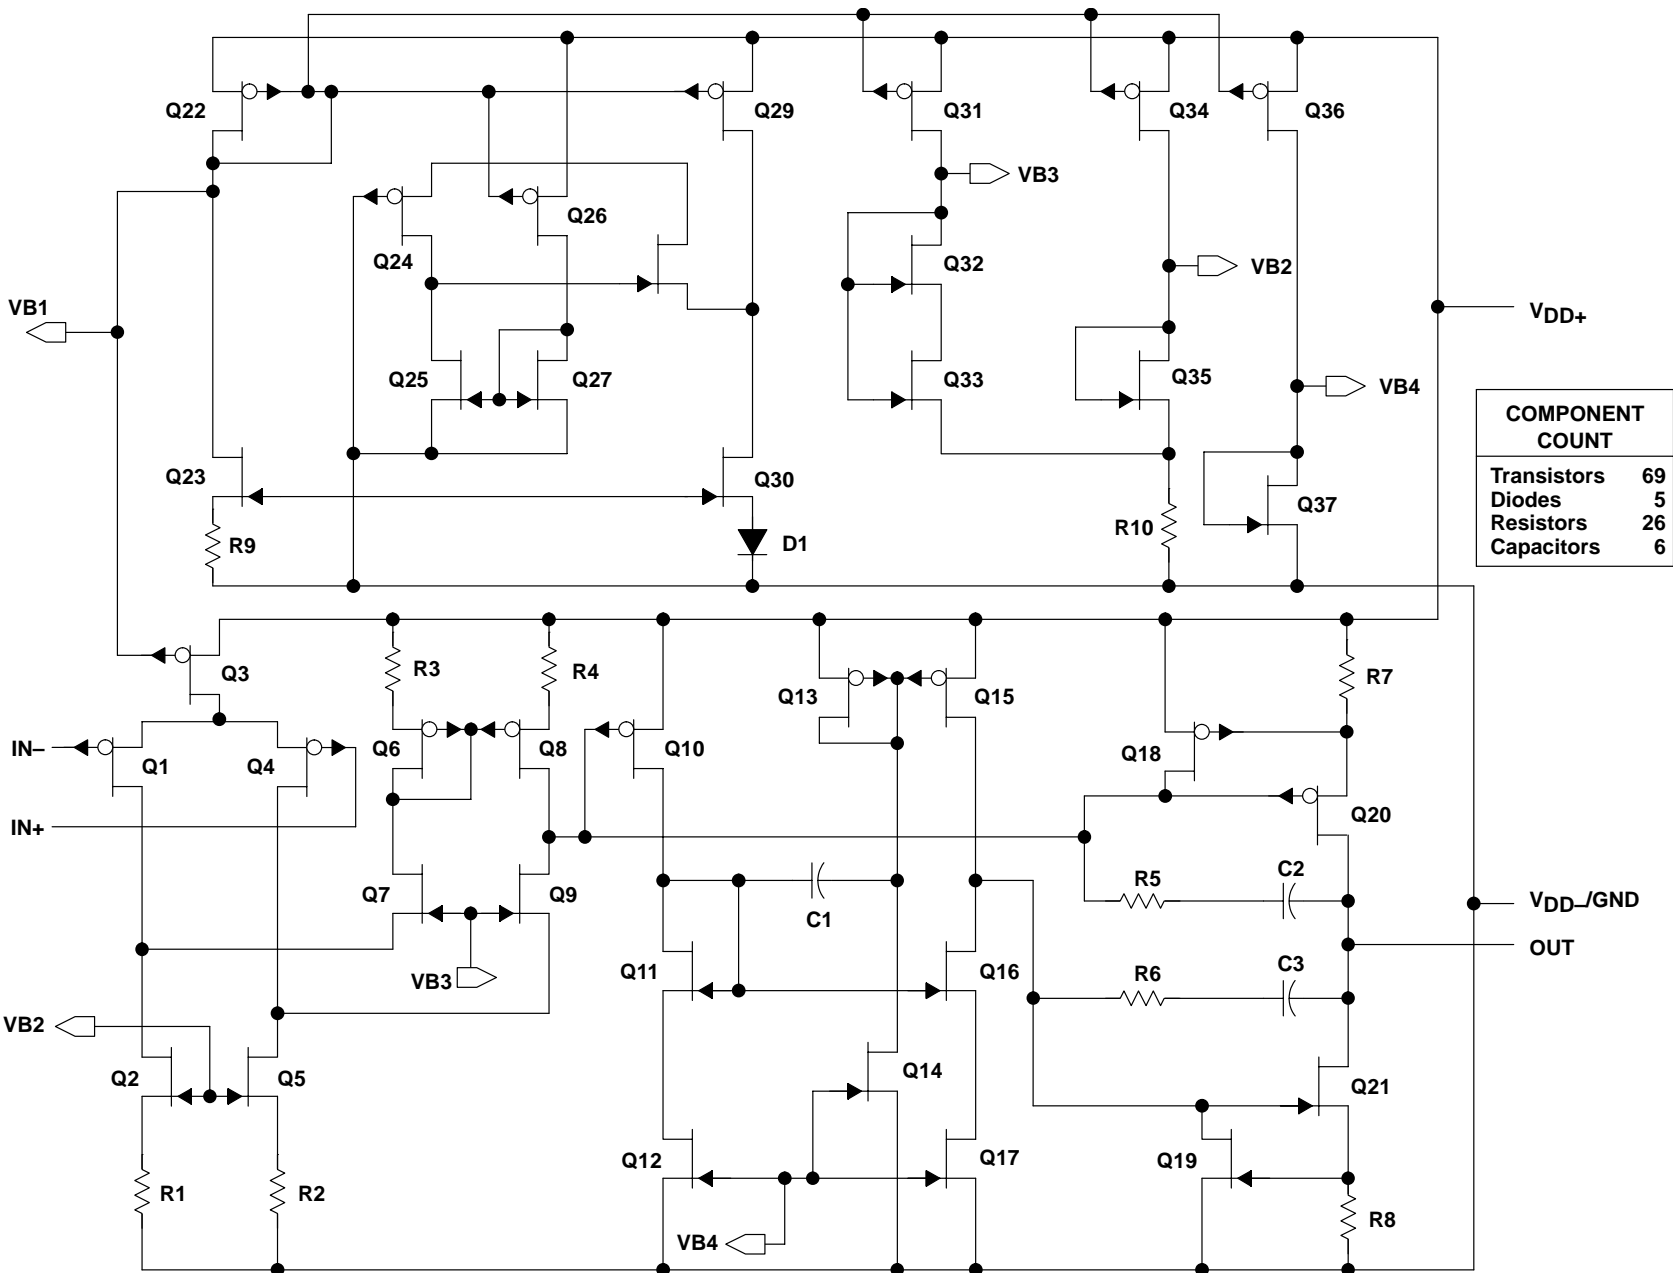 Q22
Q29
Q31
Q34
Q36
VB3
Q26
Q24
Q32
VB2
VB1
VDD+
Q25
Q27
Q33
Q35
VB4
COMPONENT
COUNT
Transistors 69
Diodes 5
Resistors 26
Capacitors 6
Q23
Q30
Q37
R9
D1
R10
Q3
R3
R4
R7
Q13
Q15
IN–
Q1
Q4
Q6
Q8
Q10
Q18
IN+
Q20
Q7
Q9
R5
C2
C1
VDD–/GND
OUT
VB3
Q11
Q16
R6
C3
VB2
Q2
Q5
Q14
Q21
Q12
Q17
Q19
R1
R2
R8
VB4